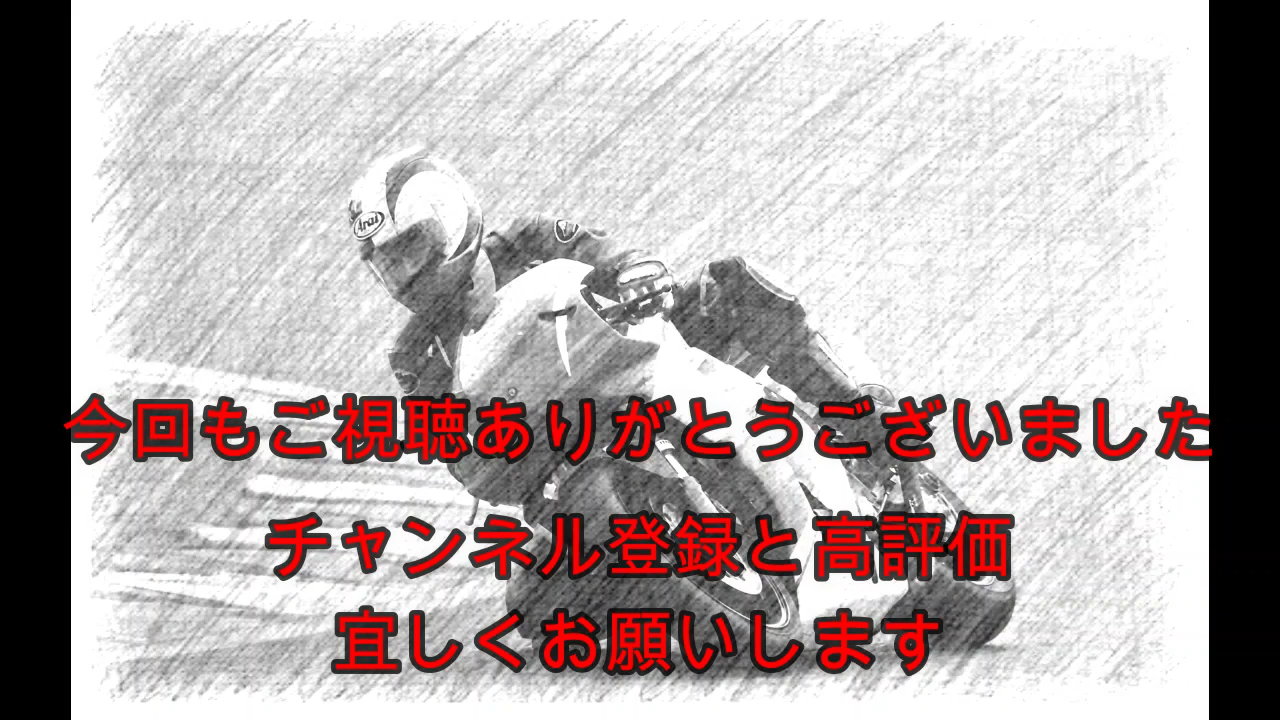 Arai
今回もご視聴ありがとうございました
チャンネル登録と高評価
宜しくお願いします